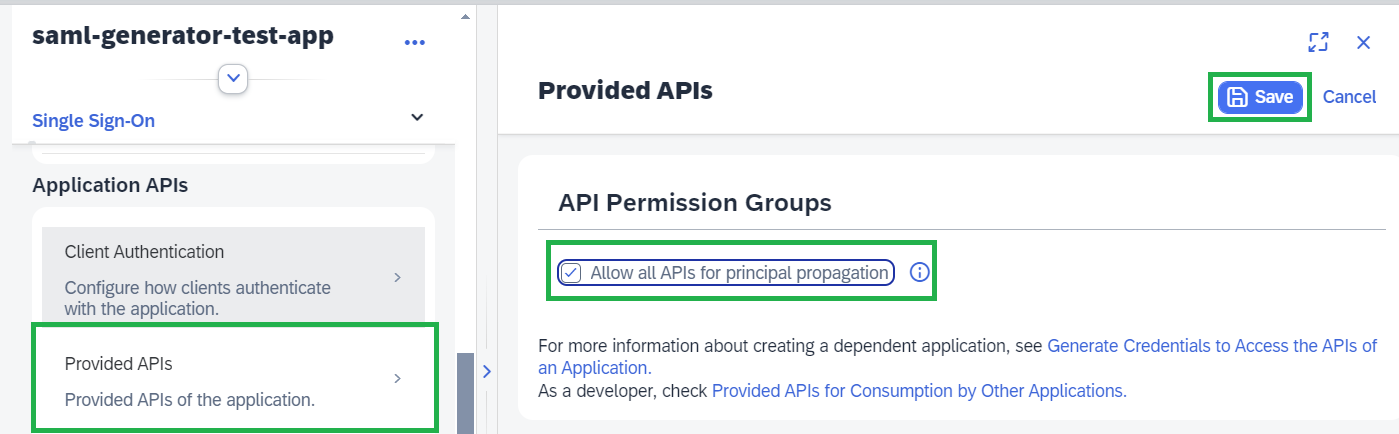 saml-generator-test-app
Single Sign-On
Application APIs
Client Authentication
Configure how clients authenticate
with the application.
Provided APIs
Provided APIs of the application.
Provided APIs
Save
Cancel
API Permission Groups
Allow all APIs for principal propagation
For more information about creating a dependent application, see Generate Credentials to Access the APIs of
an Application.
As a developer, check Provided APIs for Consumption by Other Applications.